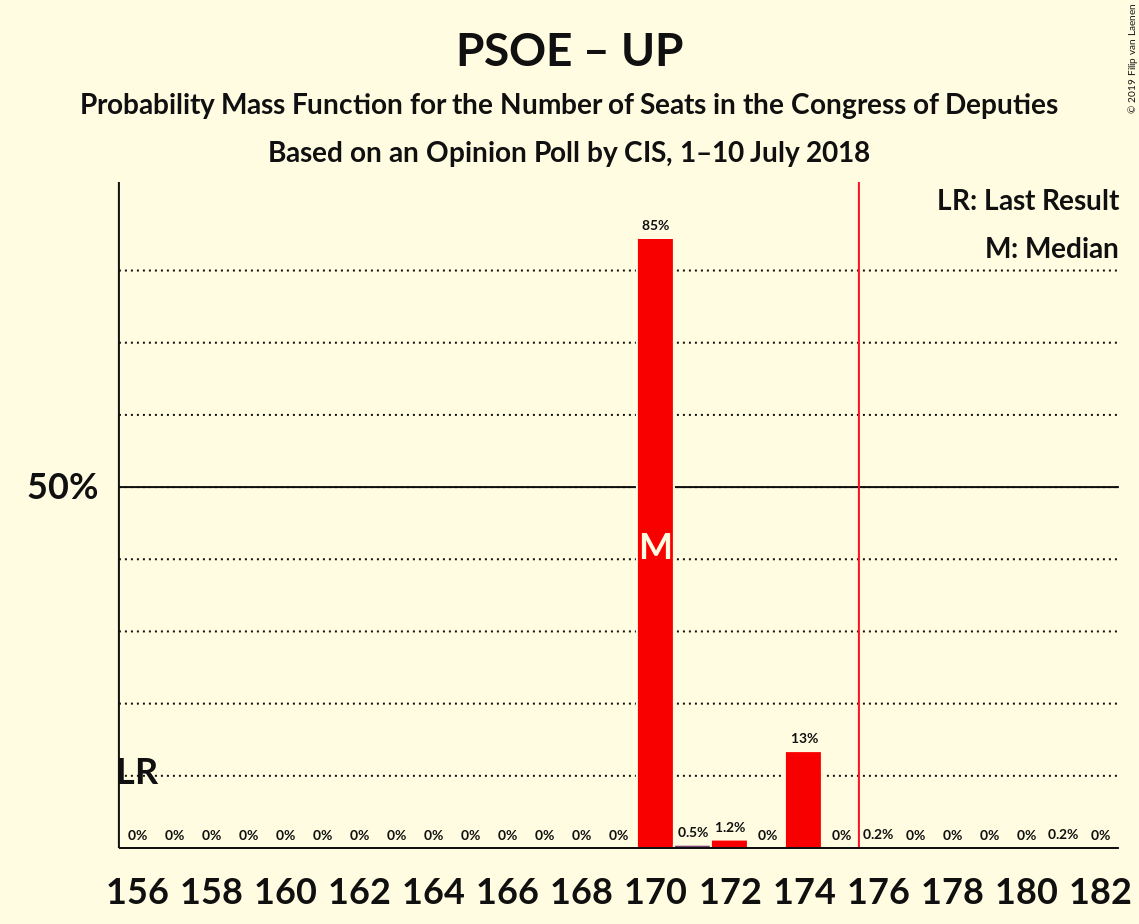 PSOE – UP
Probability Mass Function for the Number of Seats in the Congress of Deputies
Based on an Opinion Poll by CIS, 1–10 July 2018
© 2019 Filip van Laenen
LR: Last Result
M: Median
85%
50%
M
13%
LR
0% 0% 0% 0% 0% 0% 0% 0% 0% 0% 0% 0% 0% 0% 0.5% 1.2% 0% 0% 0.2% 0% 0% 0% 0% 0.2% 0%
156 158 160 162 164 166 168 170 172 174 176 178 180 182